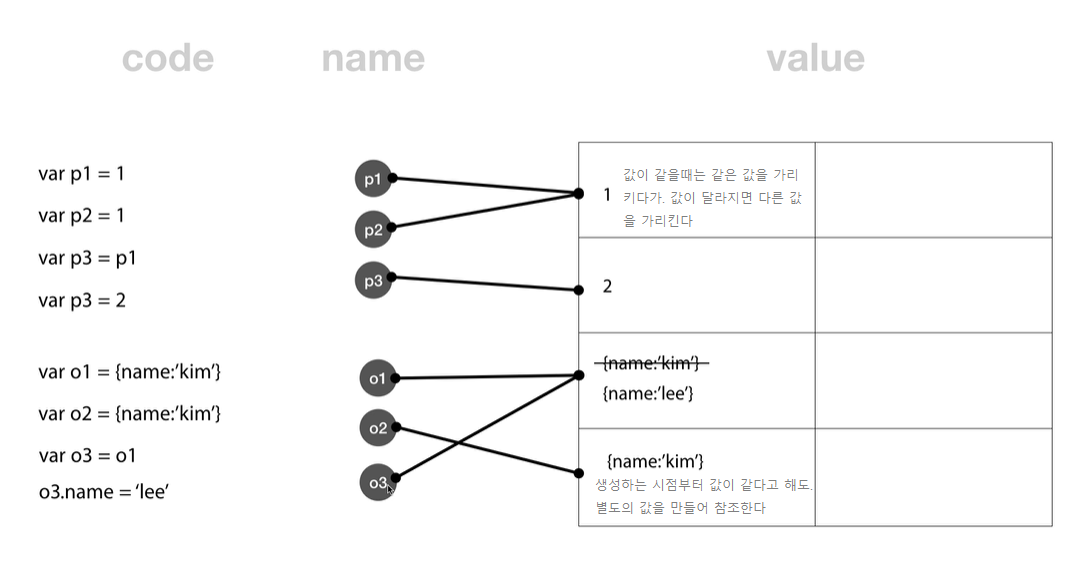 code name value
var p1 = 1
var p2 = 1
var p3 = p1
var p3 = 2
var o1 = {name:’kim’}
var o2 = {name:’kim’}
var o3 = o1
o3.name = ‘lee’
p1
p2
p3
o1
o2
o3
1
값이 같을때는 같은 값을 가리
키다가. 값이 달라지면 다른 값
을 가리킨다
2
{name:’kim’}
{name:’lee’}
{name:’kim’}
생성하는 시점부터 값이 같다고 해도.
별도의 값을 만들어 참조한다